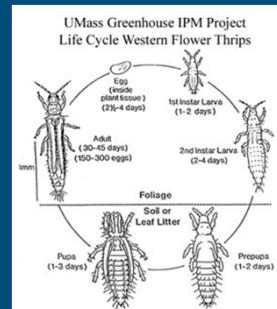 UMass Greenhouse IPM Project
Life Cycle Western Flower Thrips
Egg
(inside
plant tissue)
(2½-4 days)
1st Instar Larva
(1-2 days)
2nd Instar Larva
(2-4 days)
Adult
(30-45 days)
(150-300 eggs)
1mm
Foliage
Soil or
Leaf Litter
Pupa
(1-3 days)
Prepupa
(1-2 days)